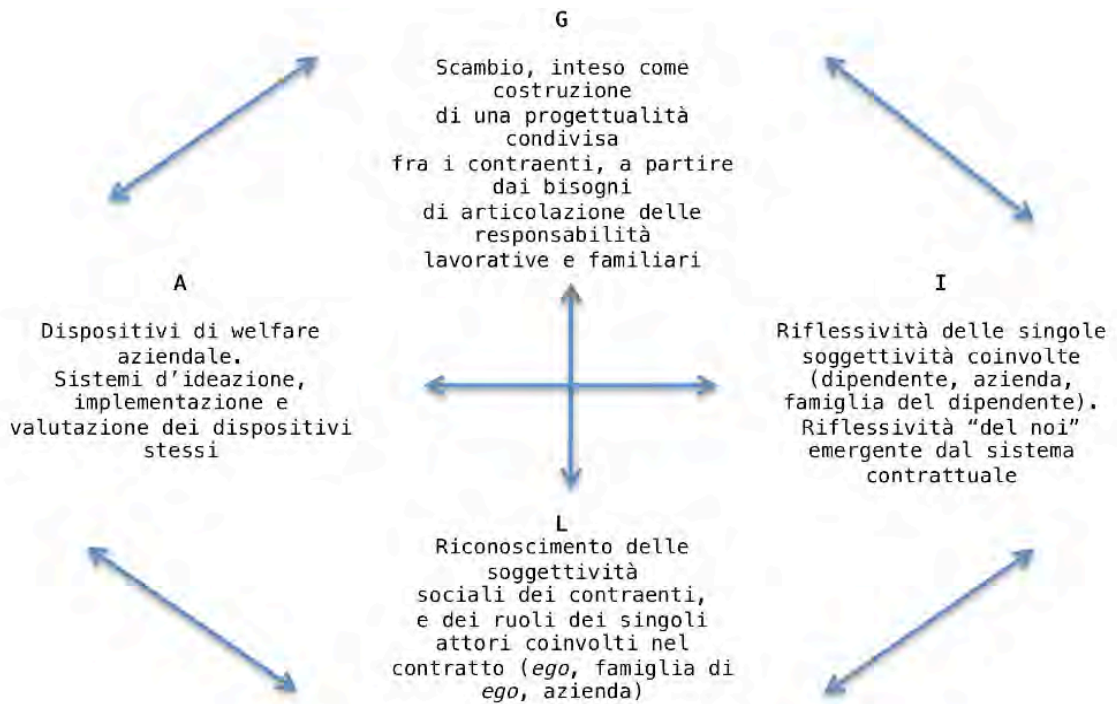 G
Scambio, inteso come
costruzione
di una progettualità
condivisa
fra i contraenti, a partire
dai bisogni
di articolazione delle
responsabilità
lavorative e familiari
A
Dispositivi di welfare
aziendale.
Sistemi d'ideazione,
implementazione e
valutazione dei dispositivi
stessi
I
Riflessività delle singole
soggettività coinvolte
(dipendente, azienda,
famiglia del dipendente).
Riflessività “del noi”
emergente dal sistema
contrattuale
L
Riconoscimento delle
soggettività
sociali dei contraenti,
e dei ruoli dei singoli
attori coinvolti nel
contratto (ego, famiglia di
ego, azienda)